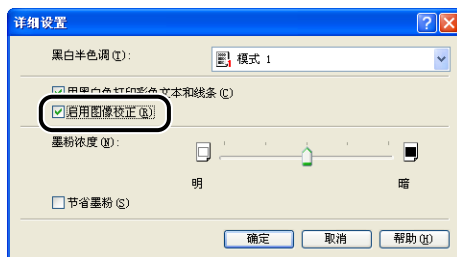 详细设置
黑白半色调(T): 模式 1
用黑白色打印彩色文本和线条(C)
启用图像校正(R)
墨粉浓度(N):
明 暗
节省墨粉(S)
确定 取消 帮助(H)